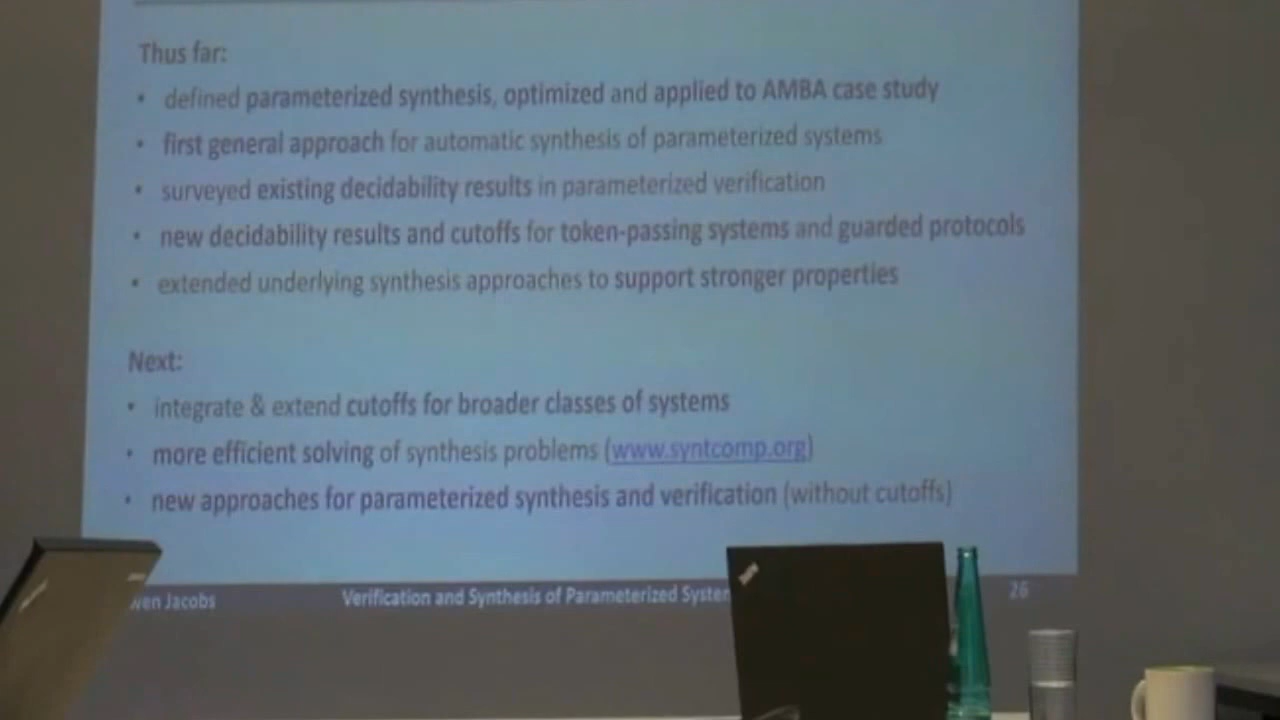 Thus far:
• defined parameterized synthesis, optimized and applied to AMBA case study
• first general approach for automatic synthesis of parameterized systems
• surveyed existing decidability results in parameterized verification
• new decidability results and cutoffs for token-passing systems and guarded protocols
• extended underlying synthesis approaches to support stronger properties
Next:
• integrate & extend cutoffs for broader classes of systems
• more efficient solving of synthesis problems (www.syntcomp.org)
• new approaches for parameterized synthesis and verification (without cutoffs)
wen Jacobs Verification and Synthesis of Parameterized System 26